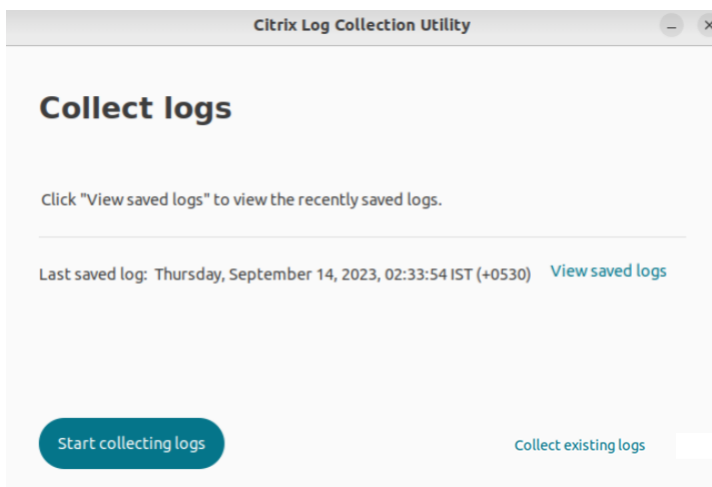 Citrix Log Collection Utility
Collect logs
Click "View saved logs" to view the recently saved logs.
Last saved log: Thursday, September 14, 2023, 02:33:54 IST (+0530) View saved logs
Start collecting logs Collect existing logs